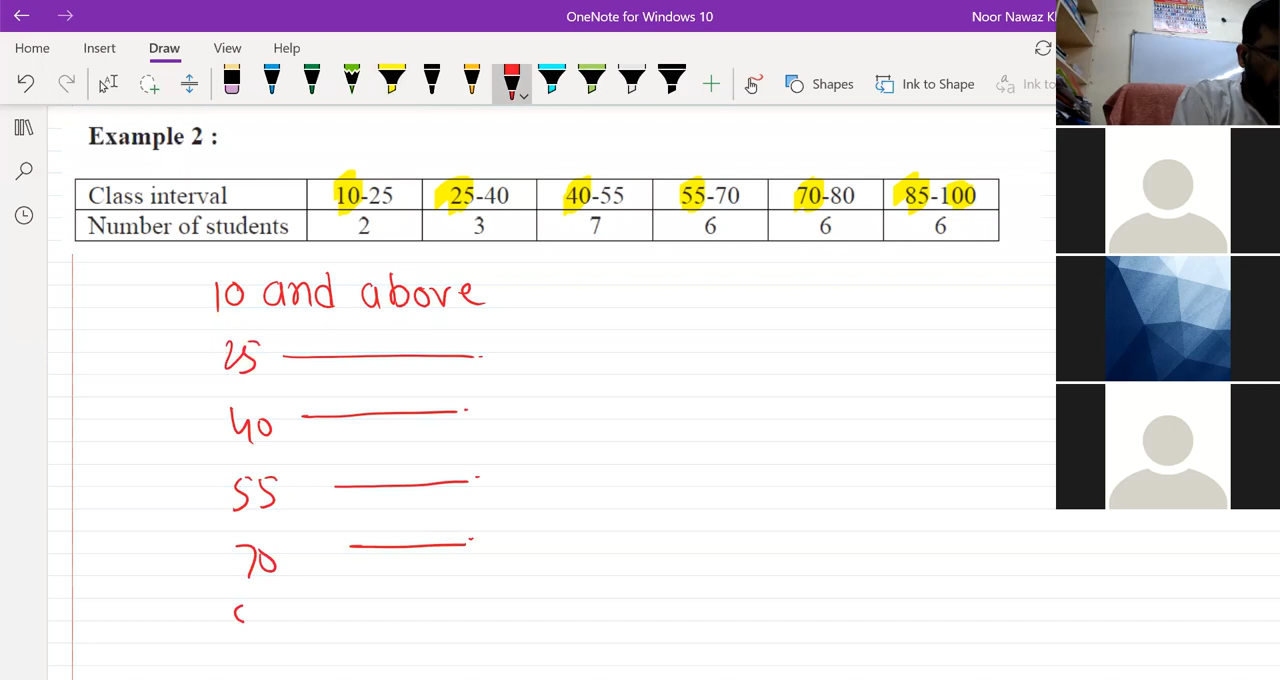 OneNote for Windows 10
Noor Nawaz K
Home Insert Draw View Help
Shapes Ink to Shape Ink to
Example 2 :
Class interval 10-25 25-40 40-55 55-70 70-80 85-100
Number of students 2 3 7 6 6 6
10 and above
25
40
55
70